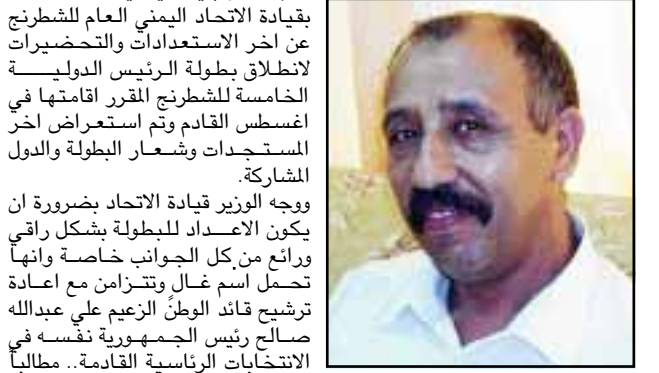 بقيادة الاتحاد اليمني العام للشطرنج
عن اخر الاستعدادات والتحضيرات
لانطلاق بطولة الرئيس الدولية
الخامسة للشطرنج المقرر اقامتها في
اغسطس القادم وتم استعراض اخر
المستجدات وشعار البطولة والدول
المشاركة.
ووجه الوزير قيادة الاتحاد بضرورة ان
يكون الاعداد للبطولة بشكل راقي
ورائع من كل الجوانب خاصة وانها
تحمل اسم غال وتتزامن مع اعادة
ترشيح قائد الوطن الزعيم علي عبدالله
صالح رئيس الجمهورية نفسه في
الانتخابات الرئاسية القادمة.. مطالباً